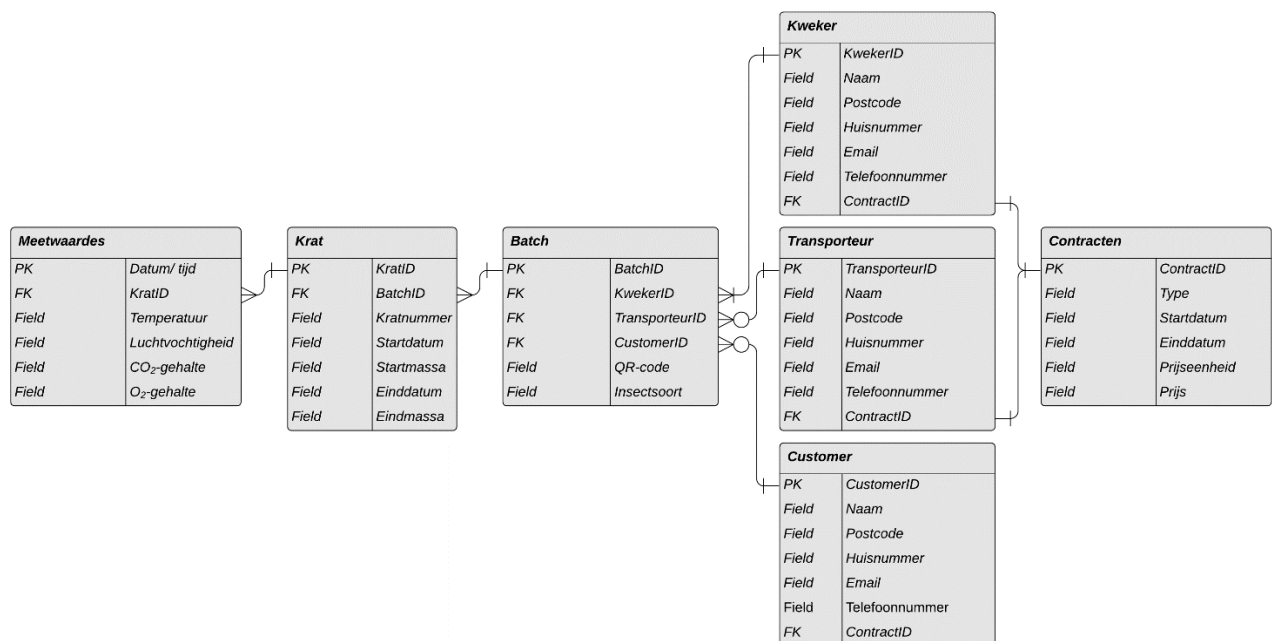 Kweker
PK KwekerID
Field Naam
Field Postcode
Field Huisnummer
Field Email
Field Telefoonnummer
FK ContractID
Meetwaardes
PK Datum/ tijd
FK KratID
Field Temperatuur
Field Luchtvochtigheid
Field CO₂-gehalte
Field O₂-gehalte
Krat
PK KratID
FK BatchID
Field Kratnummer
Field Startdatum
Field Startmassa
Field Einddatum
Field Eindmassa
Batch
PK BatchID
FK KwekerID
FK TransporteurID
FK CustomerID
Field QR-code
Field Insectsoort
Transporteur
PK TransporteurID
Field Naam
Field Postcode
Field Huisnummer
Field Email
Field Telefoonnummer
FK ContractID
Contracten
PK ContractID
Field Type
Field Startdatum
Field Einddatum
Field Prijseenheid
Field Prijs
Customer
PK CustomerID
Field Naam
Field Postcode
Field Huisnummer
Field Email
Field Telefoonnummer
FK ContractID